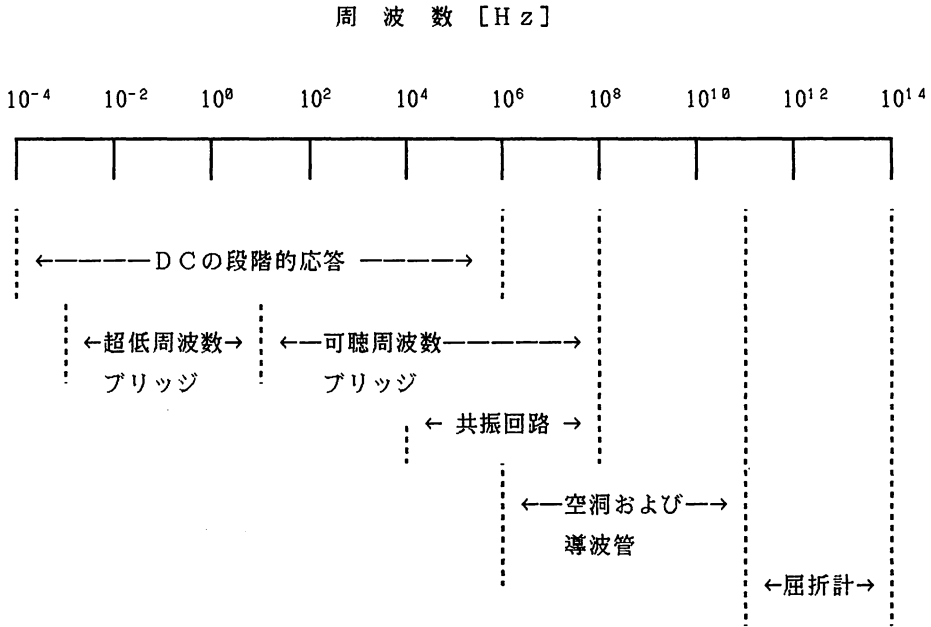 周 波 数 [Hz]
10⁻⁴ 10⁻² 10⁰ 10² 10⁴ 10⁶ 10⁸ 10¹⁰ 10¹² 10¹⁴
←―――――DCの段階的応答 ――――→
←超低周波数→ ←―可聴周波数――――――→
ブリッジ ブリッジ
← 共振回路 →
←―空洞および―→
導波管
←屈折計→